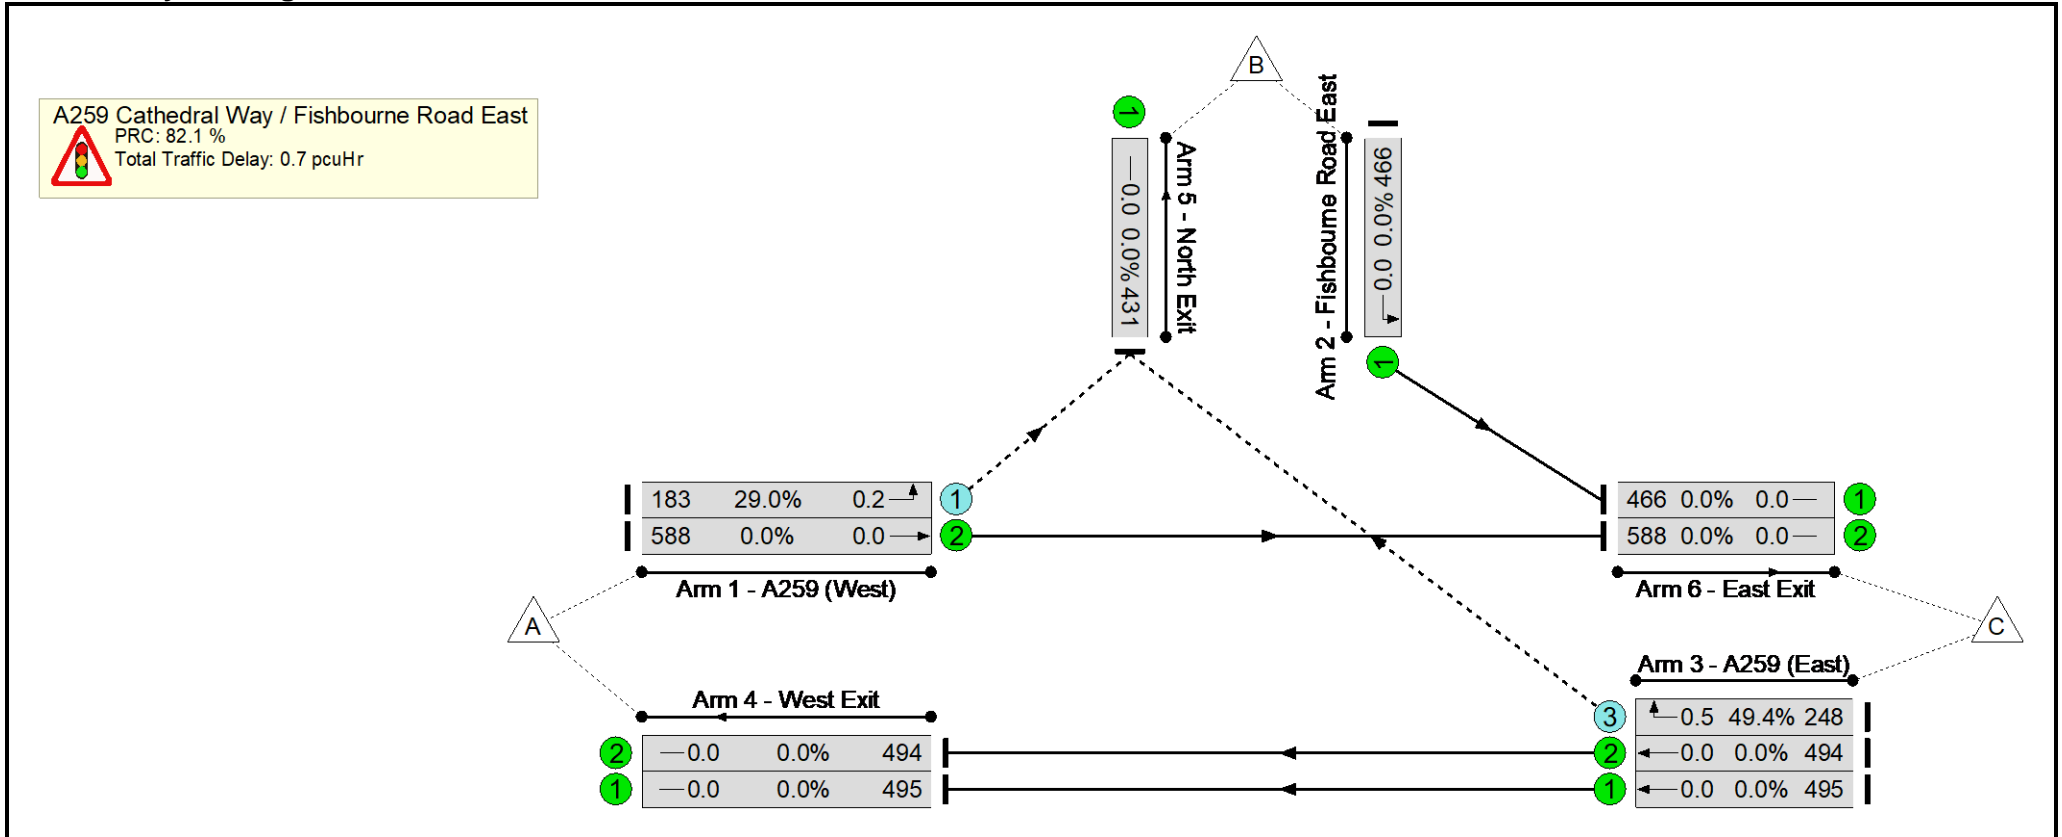 A259 Cathedral Way / Fishbourne Road East
PRC: 82.1 %
Total Traffic Delay: 0.7 pcuHr
B
1
0.0 0.0% 431
Arm 5 - North Exit
Arm 2 - Fishbourne Road East
0.0 0.0% 466
1
183 29.0% 0.2 1
588 0.0% 0.0 2
Arm 1 - A259 (West)
466 0.0% 0.0 1
588 0.0% 0.0 2
Arm 6 - East Exit
A
C
Arm 4 - West Exit
2 0.0 0.0% 494
1 0.0 0.0% 495
Arm 3 - A259 (East)
3 0.5 49.4% 248
2 0.0 0.0% 494
1 0.0 0.0% 495